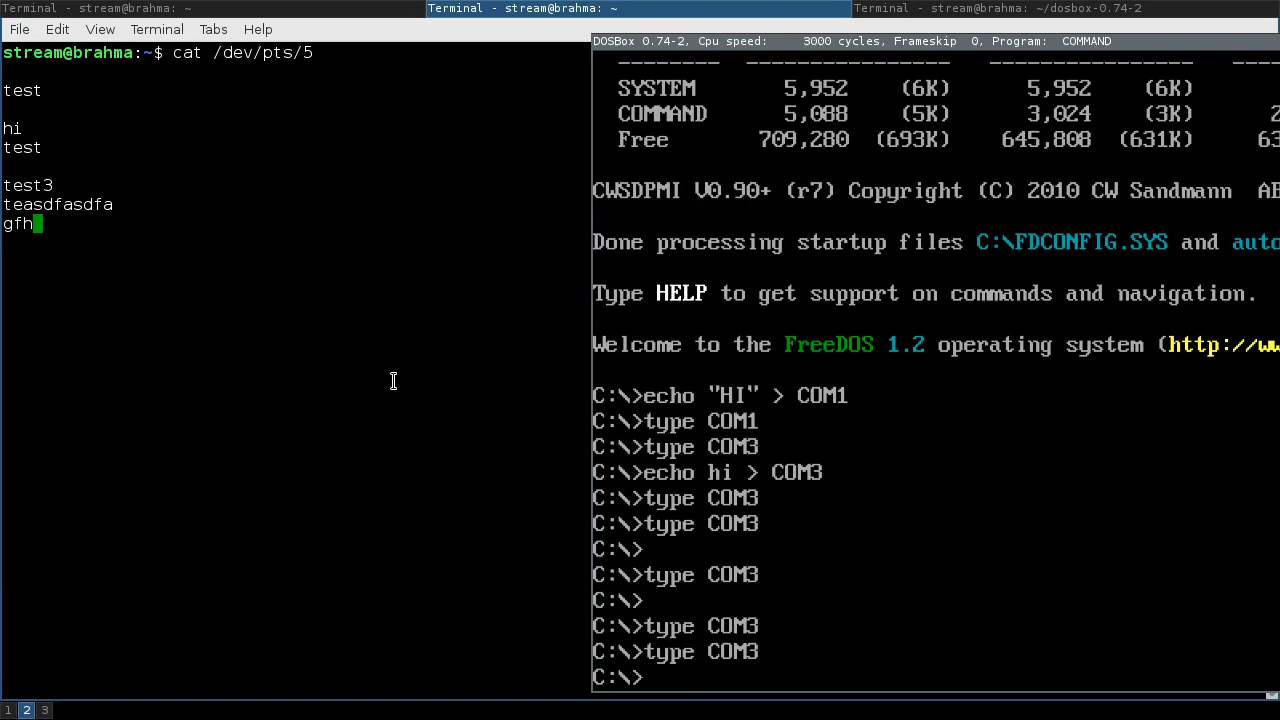 Terminal - stream@brahma: ~
Terminal - stream@brahma: ~
Terminal - stream@brahma: ~/dosbox-0.74-2
File Edit View Terminal Tabs Help
stream@brahma:~$ cat /dev/pts/5
test
hi
test
test3
teasdfasdfa
gfh
DOSBox 0.74-2, Cpu speed: 3000 cycles, Frameskip 0, Program: COMMAND
-------- ---------------- ---------------- ----
SYSTEM 5,952 (6K) 5,952 (6K)
COMMAND 5,088 (5K) 3,024 (3K) 2
Free 709,280 (693K) 645,808 (631K) 63
CWSDPMI V0.90+ (r7) Copyright (C) 2010 CW Sandmann AB
Done processing startup files C:\FDCONFIG.SYS and auto
Type HELP to get support on commands and navigation.
Welcome to the FreeDOS 1.2 operating system (http://ww
C:\>echo "HI" > COM1
C:\>type COM1
C:\>type COM3
C:\>echo hi > COM3
C:\>type COM3
C:\>type COM3
C:\>
C:\>type COM3
C:\>
C:\>type COM3
C:\>type COM3
C:\>
1 2 3